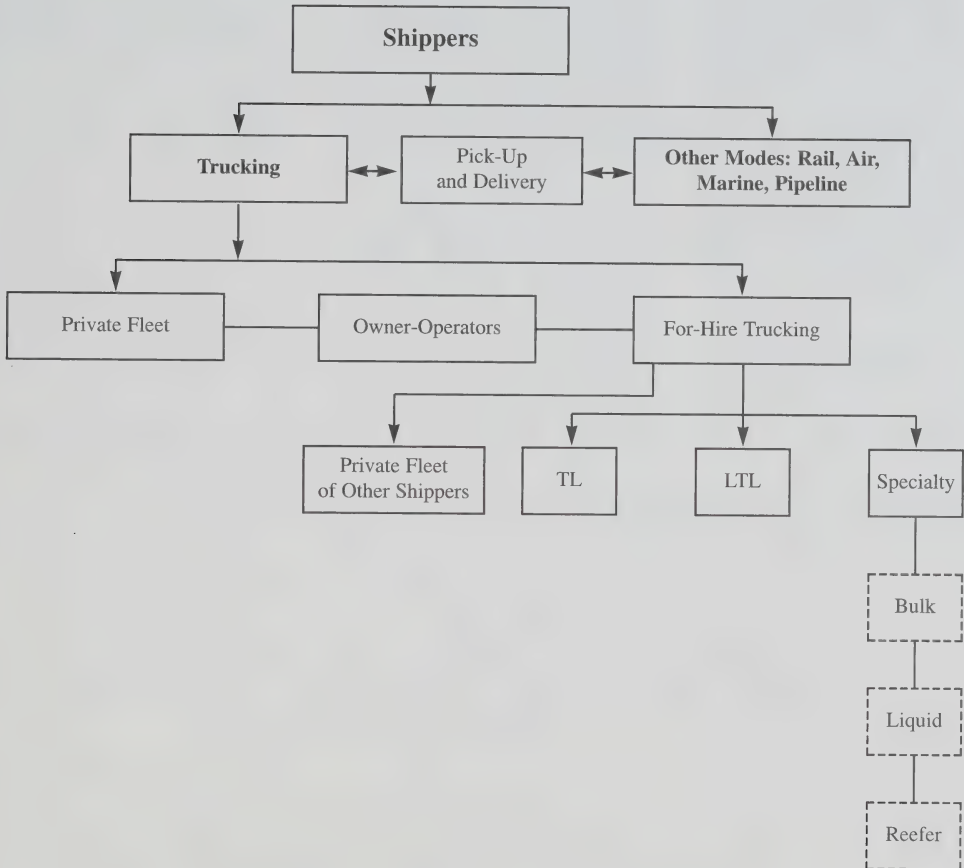 Shippers
Trucking
Pick-Up
and Delivery
Other Modes: Rail, Air,
Marine, Pipeline
Private Fleet
Owner-Operators
For-Hire Trucking
Private Fleet
of Other Shippers
TL
LTL
Specialty
Bulk
Liquid
Reefer